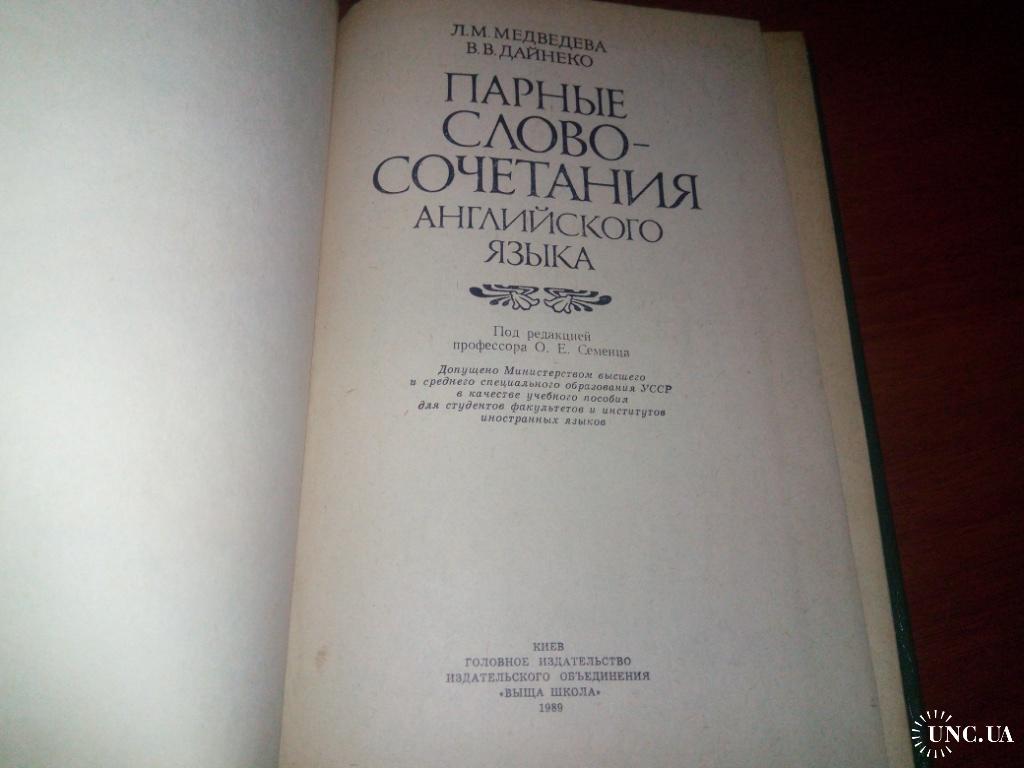 Л. М. МЕДВЕДЕВА
В. В. ДАЙНЕКО
ПАРНЫЕ
СЛОВО-
СОЧЕТАНИЯ
АНГЛИЙСКОГО
ЯЗЫКА
Под редакцией
профессора О. Е. Семенца
Допущено Министерством высшего
и среднего специального образования УССР
в качестве учебного пособия
для студентов факультетов и институтов
иностранных языков
КИЕВ
ГОЛОВНОЕ ИЗДАТЕЛЬСТВО
ИЗДАТЕЛЬСКОГО ОБЪЕДИНЕНИЯ
«ВЫЩА ШКОЛА»
1989
UNC.UA